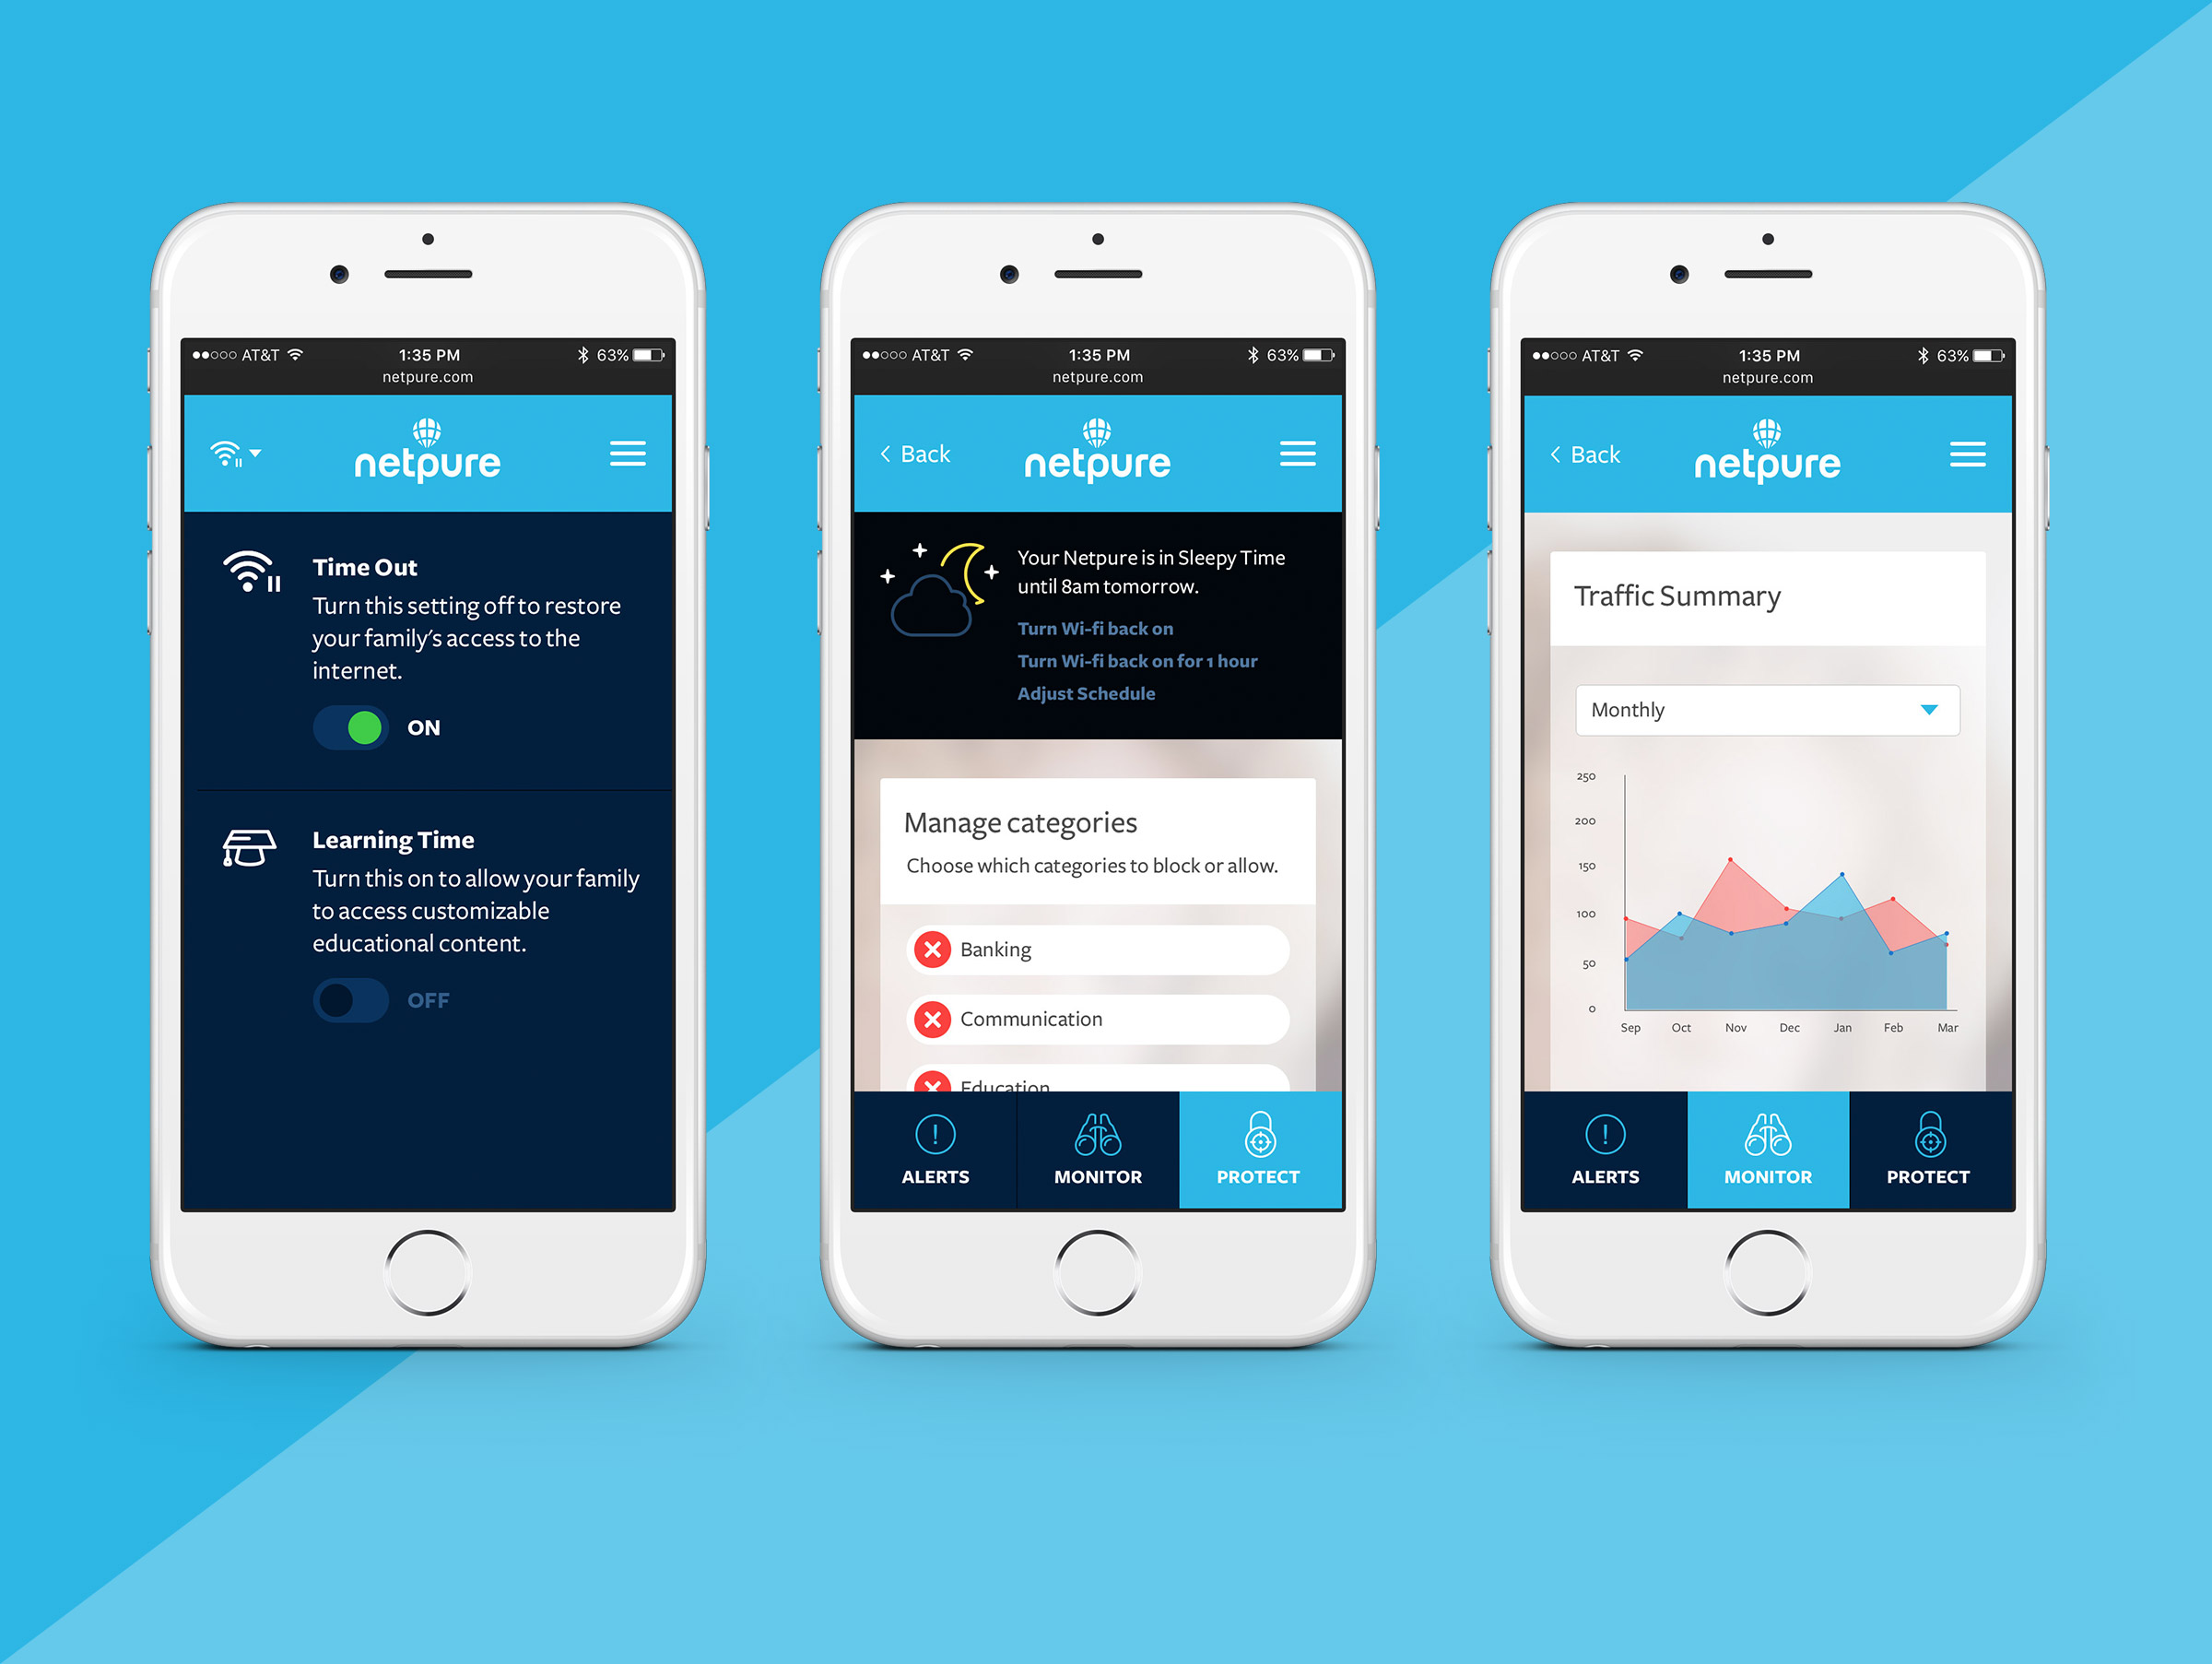 AT&T 1:35 PM 63%
netpure.com
netpure
Time Out
Turn this setting off to restore
your family's access to the
internet.
ON
Learning Time
Turn this on to allow your family
to access customizable
educational content.
OFF
AT&T 1:35 PM 63%
netpure.com
Back netpure
Your Netpure is in Sleepy Time
until 8am tomorrow.
Turn Wi-fi back on
Turn Wi-fi back on for 1 hour
Adjust Schedule
Manage categories
Choose which categories to block or allow.
Banking
Communication
Education
ALERTS MONITOR PROTECT
AT&T 1:35 PM 63%
netpure.com
Back netpure
Traffic Summary
Monthly
250
200
150
100
50
0
Sep Oct Nov Dec Jan Feb Mar
ALERTS MONITOR PROTECT